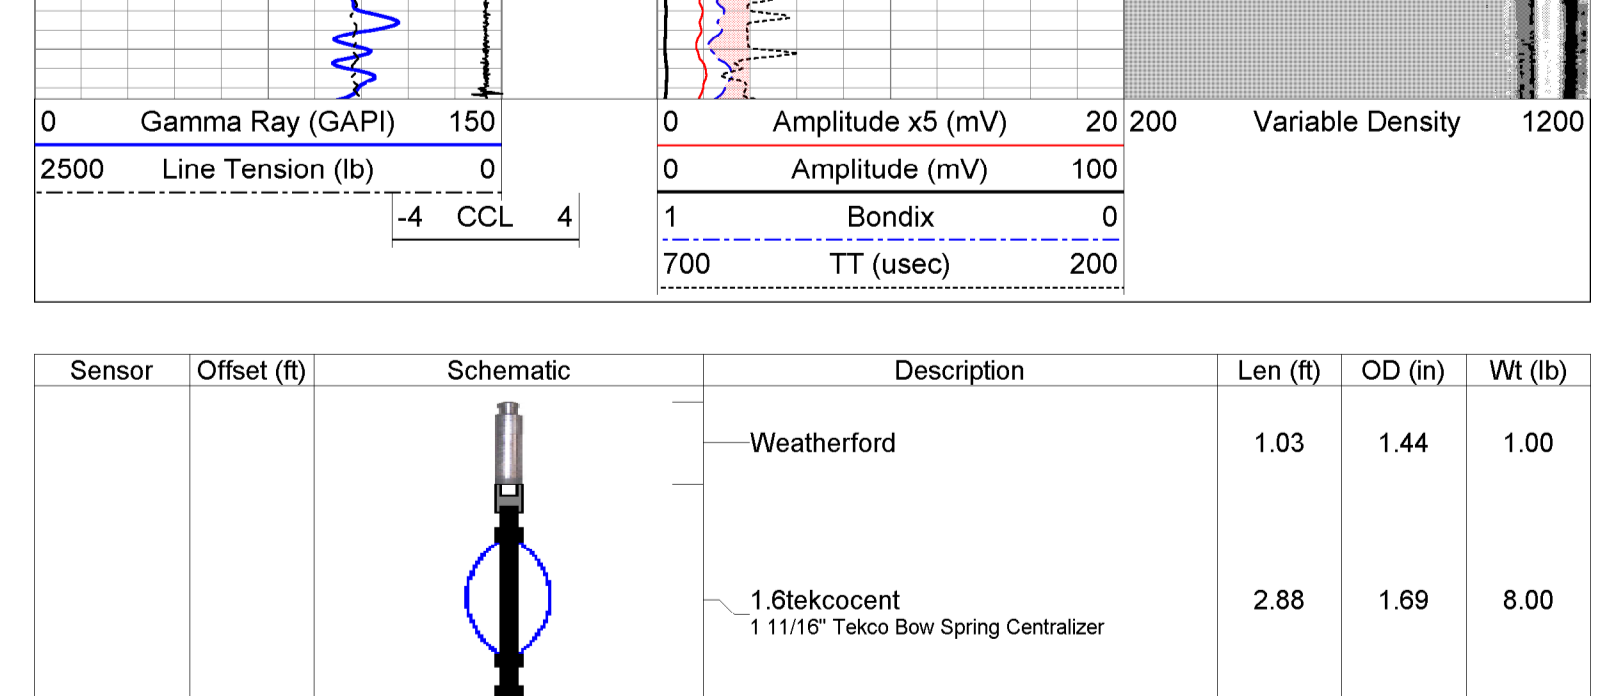 0 Gamma Ray (GAPI) 150
0 Amplitude x5 (mV) 20
200 Variable Density 1200
2500 Line Tension (lb) 0
0 Amplitude (mV) 100
-4 CCL 4
1 Bondix 0
700 TT (usec) 200
Sensor Offset (ft) Schematic Description Len (ft) OD (in) Wt (lb)
Weatherford 1.03 1.44 1.00
1.6tekcocent 2.88 1.69 8.00
1 11/16" Tekco Bow Spring Centralizer